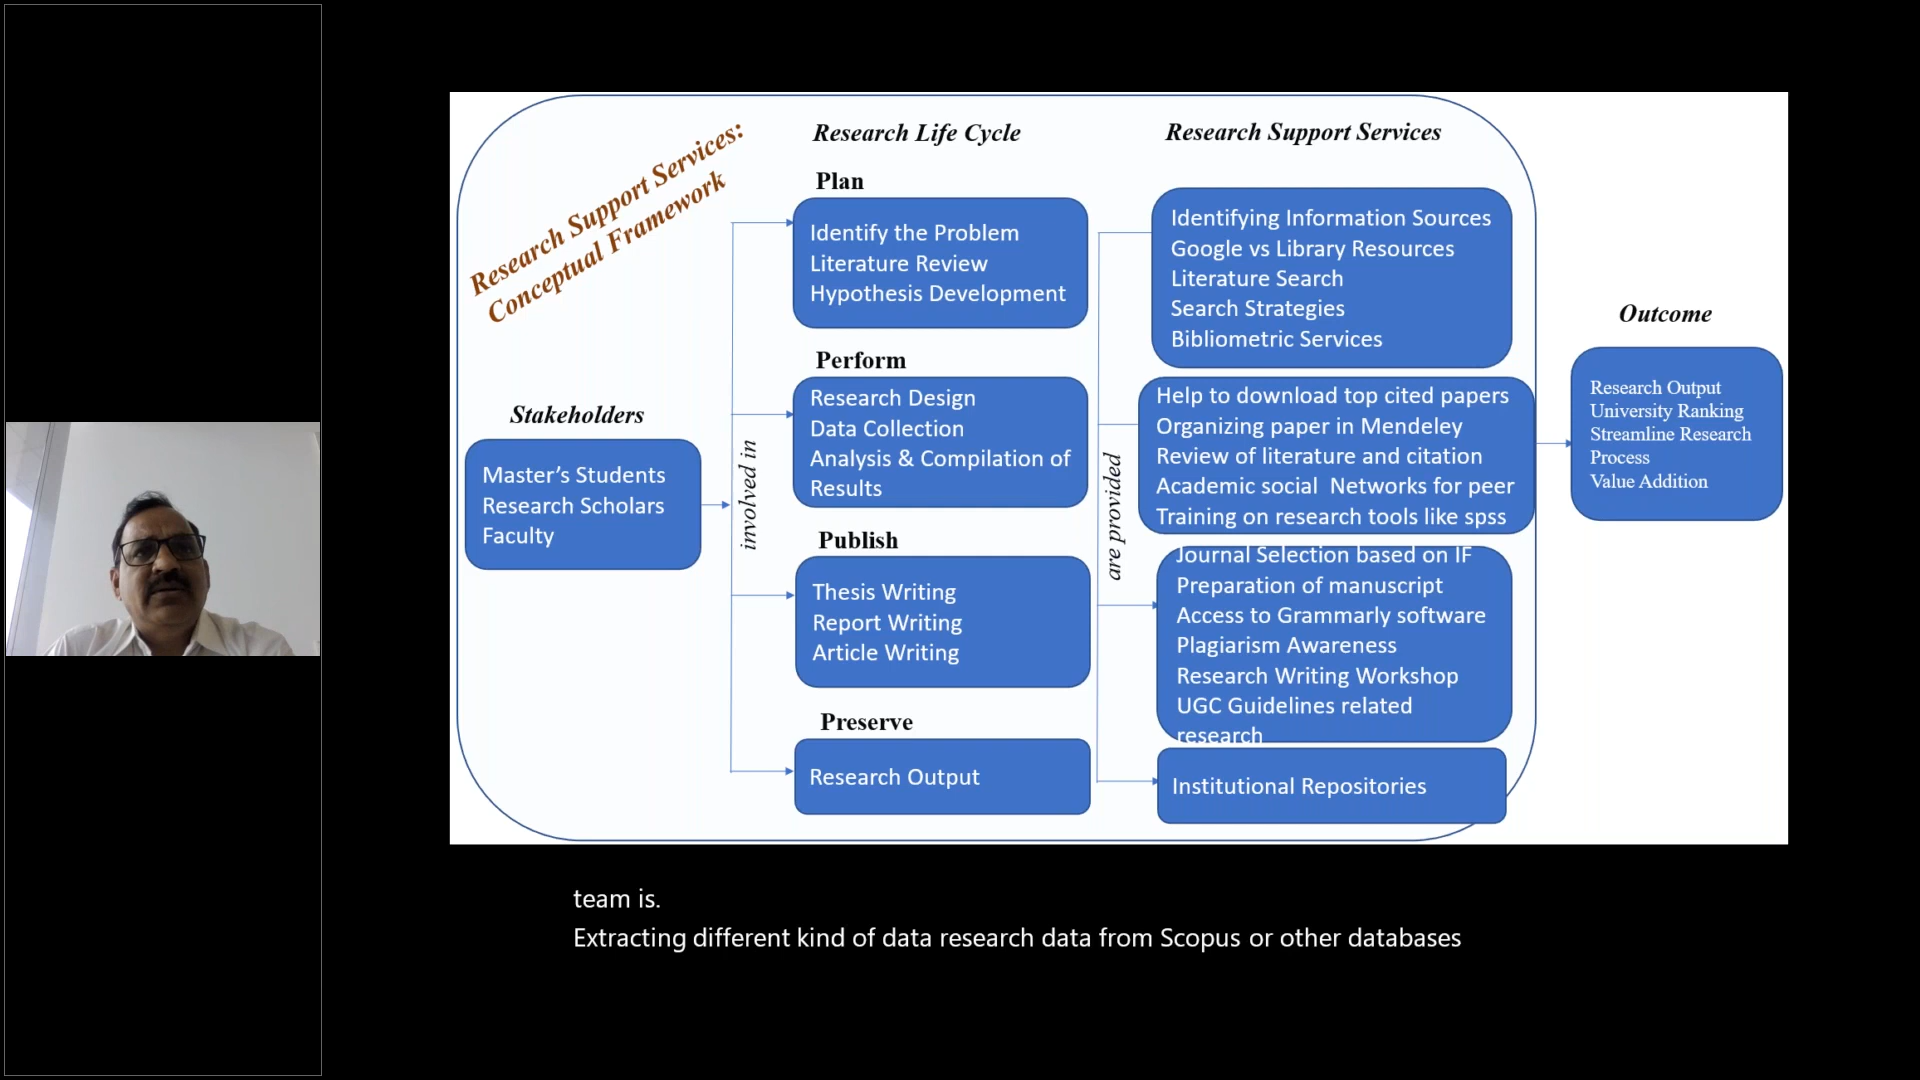 Research Support Services:
Conceptual Framework
Stakeholders
Master’s Students
Research Scholars
Faculty
involved in
Research Life Cycle
Plan
Identify the Problem
Literature Review
Hypothesis Development
Perform
Research Design
Data Collection
Analysis & Compilation of
Results
Publish
Thesis Writing
Report Writing
Article Writing
Preserve
Research Output
are provided
Research Support Services
Identifying Information Sources
Google vs Library Resources
Literature Search
Search Strategies
Bibliometric Services
Help to download top cited papers
Organizing paper in Mendeley
Review of literature and citation
Academic social  Networks for peer
Training on research tools like spss
Journal Selection based on IF
Preparation of manuscript
Access to Grammarly software
Plagiarism Awareness
Research Writing Workshop
UGC Guidelines related
research
Institutional Repositories
Outcome
Research Output
University Ranking
Streamline Research
Process
Value Addition
team is.
Extracting different kind of data research data from Scopus or other databases